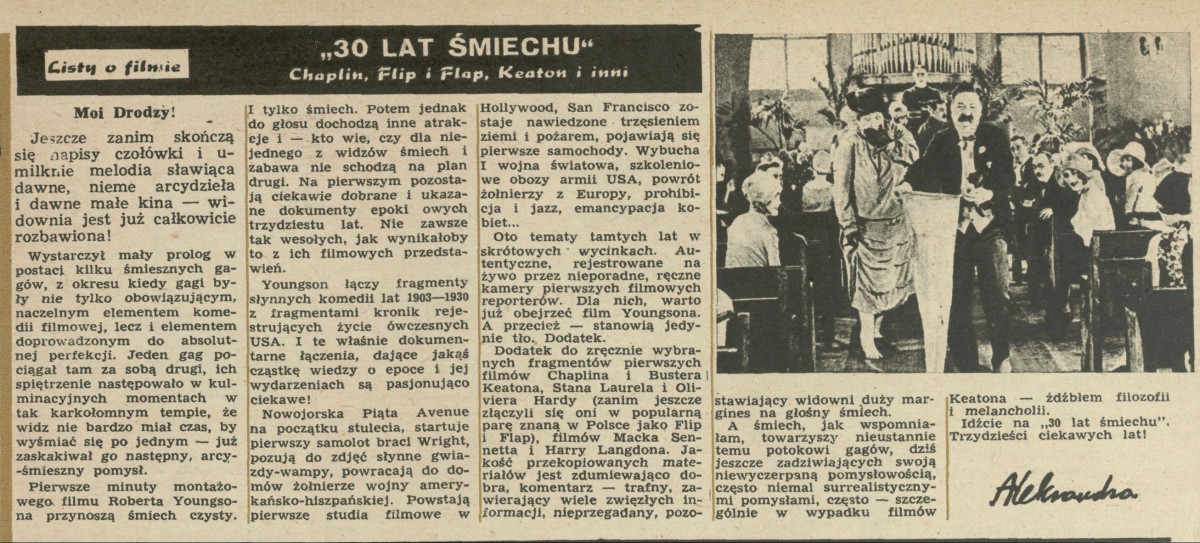 Listy o filmie
„30 LAT ŚMIECHU“
Chaplin, Flip i Flap, Keaton i inni
Moi Drodzy!
Jeszcze zanim skończą
się napisy czołówki i u-
milknie melodia sławiąca
dawne, nieme arcydzieła
i dawne małe kina — wi-
downia jest już całkowicie
rozbawiona!
Wystarczył mały prolog w
postaci kilku śmiesznych ga-
gów, z okresu kiedy gagi by-
ły nie tylko obowiązującym,
naczelnym elementem kome-
dii filmowej, lecz i elementem
doprowadzonym do absolut-
nej perfekcji. Jeden gag po-
ciągał tam za sobą drugi, ich
spiętrzenie następowało w kul-
minacyjnych momentach w
tak karkołomnym tempie, że
widz nie bardzo miał czas, by
wyśmiać się po jednym — już
zaskakiwał go następny, arcy-
-śmieszny pomysł.
Pierwsze minuty montażo-
wego filmu Roberta Youngso-
na przynoszą śmiech czysty.
I tylko śmiech. Potem jednak
do głosu dochodzą inne atrak-
cje i — kto wie, czy dla nie-
jednego z widzów śmiech i
zabawa nie schodzą na plan
drugi. Na pierwszym pozosta-
ją ciekawie dobrane i ukaza-
ne dokumenty epoki owych
trzydziestu lat. Nie zawsze
tak wesołych, jak wynikałoby
to z ich filmowych przedsta-
wień.
Youngson łączy fragmenty
słynnych komedii lat 1903—1930
z fragmentami kronik reje-
strujących życie ówczesnych
USA. I te właśnie dokumen-
tarne łączenia, dające jakąś
cząstkę wiedzy o epoce i jej
wydarzeniach są pasjonująco
ciekawe!
Nowojorska Piąta Avenue
na początku stulecia, startuje
pierwszy samolot braci Wright,
pozują do zdjęć słynne gwia-
zdy-wampy, powracają do do-
mów żołnierze wojny amery-
kańsko-hiszpańskiej. Powstają
pierwsze studia filmowe w
Hollywood, San Francisco zo-
staje nawiedzone trzęsieniem
ziemi i pożarem, pojawiają się
pierwsze samochody. Wybucha
I wojna światowa, szkolenio-
we obozy armii USA, powrót
żołnierzy z Europy, prohibi-
cja i jazz, emancypacja ko-
biet...
Oto tematy tamtych lat w
skrótowych wycinkach. Au-
tentyczne, rejestrowane na
żywo przez nieporadne, ręczne
kamery pierwszych filmowych
reporterów. Dla nich, warto
już obejrzeć film Youngsona.
A przecież — stanowią jedy-
nie tło. Dodatek.
Dodatek do zręcznie wybra-
nych fragmentów pierwszych
filmów Chaplina i Bustera
Keatona, Stana Laurela i Oli-
viera Hardy (zanim jeszcze
złączyli się oni w popularną
parę znaną w Polsce jako Flip
i Flap), filmów Macka Sen-
netta i Harry Langdona. Ja-
kość przekopiowanych mate-
riałów jest zdumiewająco do-
bra, komentarz — trafny, za-
wierający wiele zwięzłych in-
formacji, nieprzegadany, pozo-
stawiający widowni duży mar-
gines na głośny śmiech.
A śmiech, jak wspomnia-
łam, towarzyszy nieustannie
temu potokowi gagów, dziś
jeszcze zadziwiających swoją
niewyczerpaną pomysłowością,
często niemal surrealistyczny-
mi pomysłami, często — szcze-
gólnie w wypadku filmów
Keatona — źdźbłem filozofii
i melancholii.
Idźcie na „30 lat śmiechu”.
Trzydzieści ciekawych lat!
Aleksandra